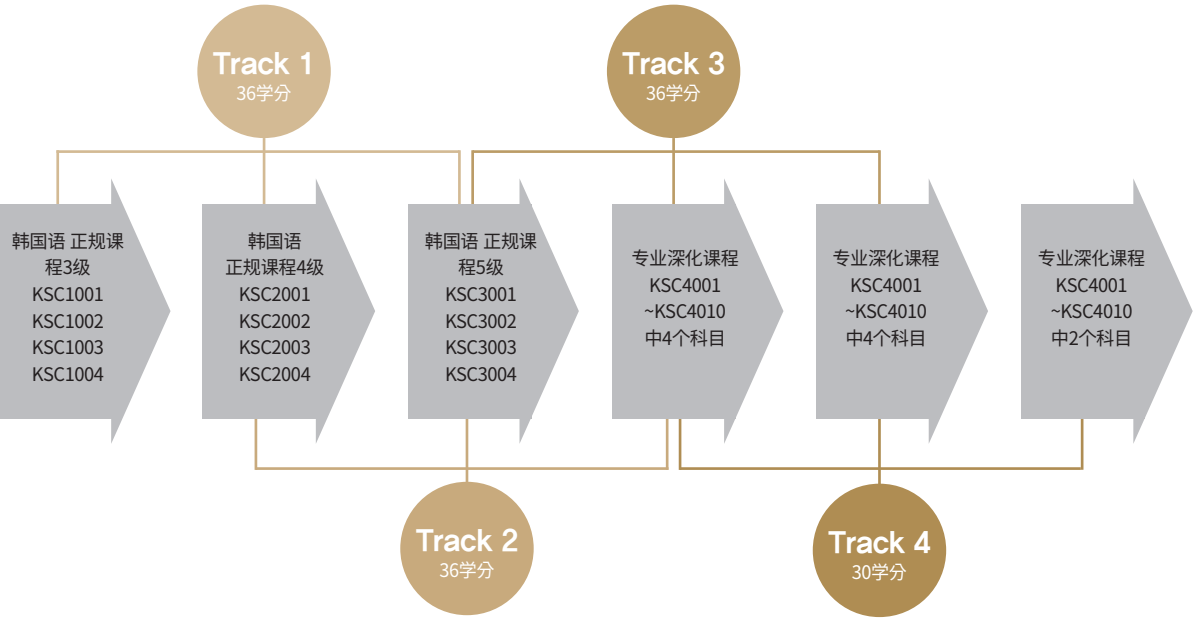 Track 1
36学分
Track 3
36学分
韩国语 正规课
程3级
KSC1001
KSC1002
KSC1003
KSC1004
韩国语
正规课程4级
KSC2001
KSC2002
KSC2003
KSC2004
韩国语 正规课
程5级
KSC3001
KSC3002
KSC3003
KSC3004
专业深化课程
KSC4001
~KSC4010
中4个科目
专业深化课程
KSC4001
~KSC4010
中4个科目
专业深化课程
KSC4001
~KSC4010
中2个科目
Track 2
36学分
Track 4
30学分